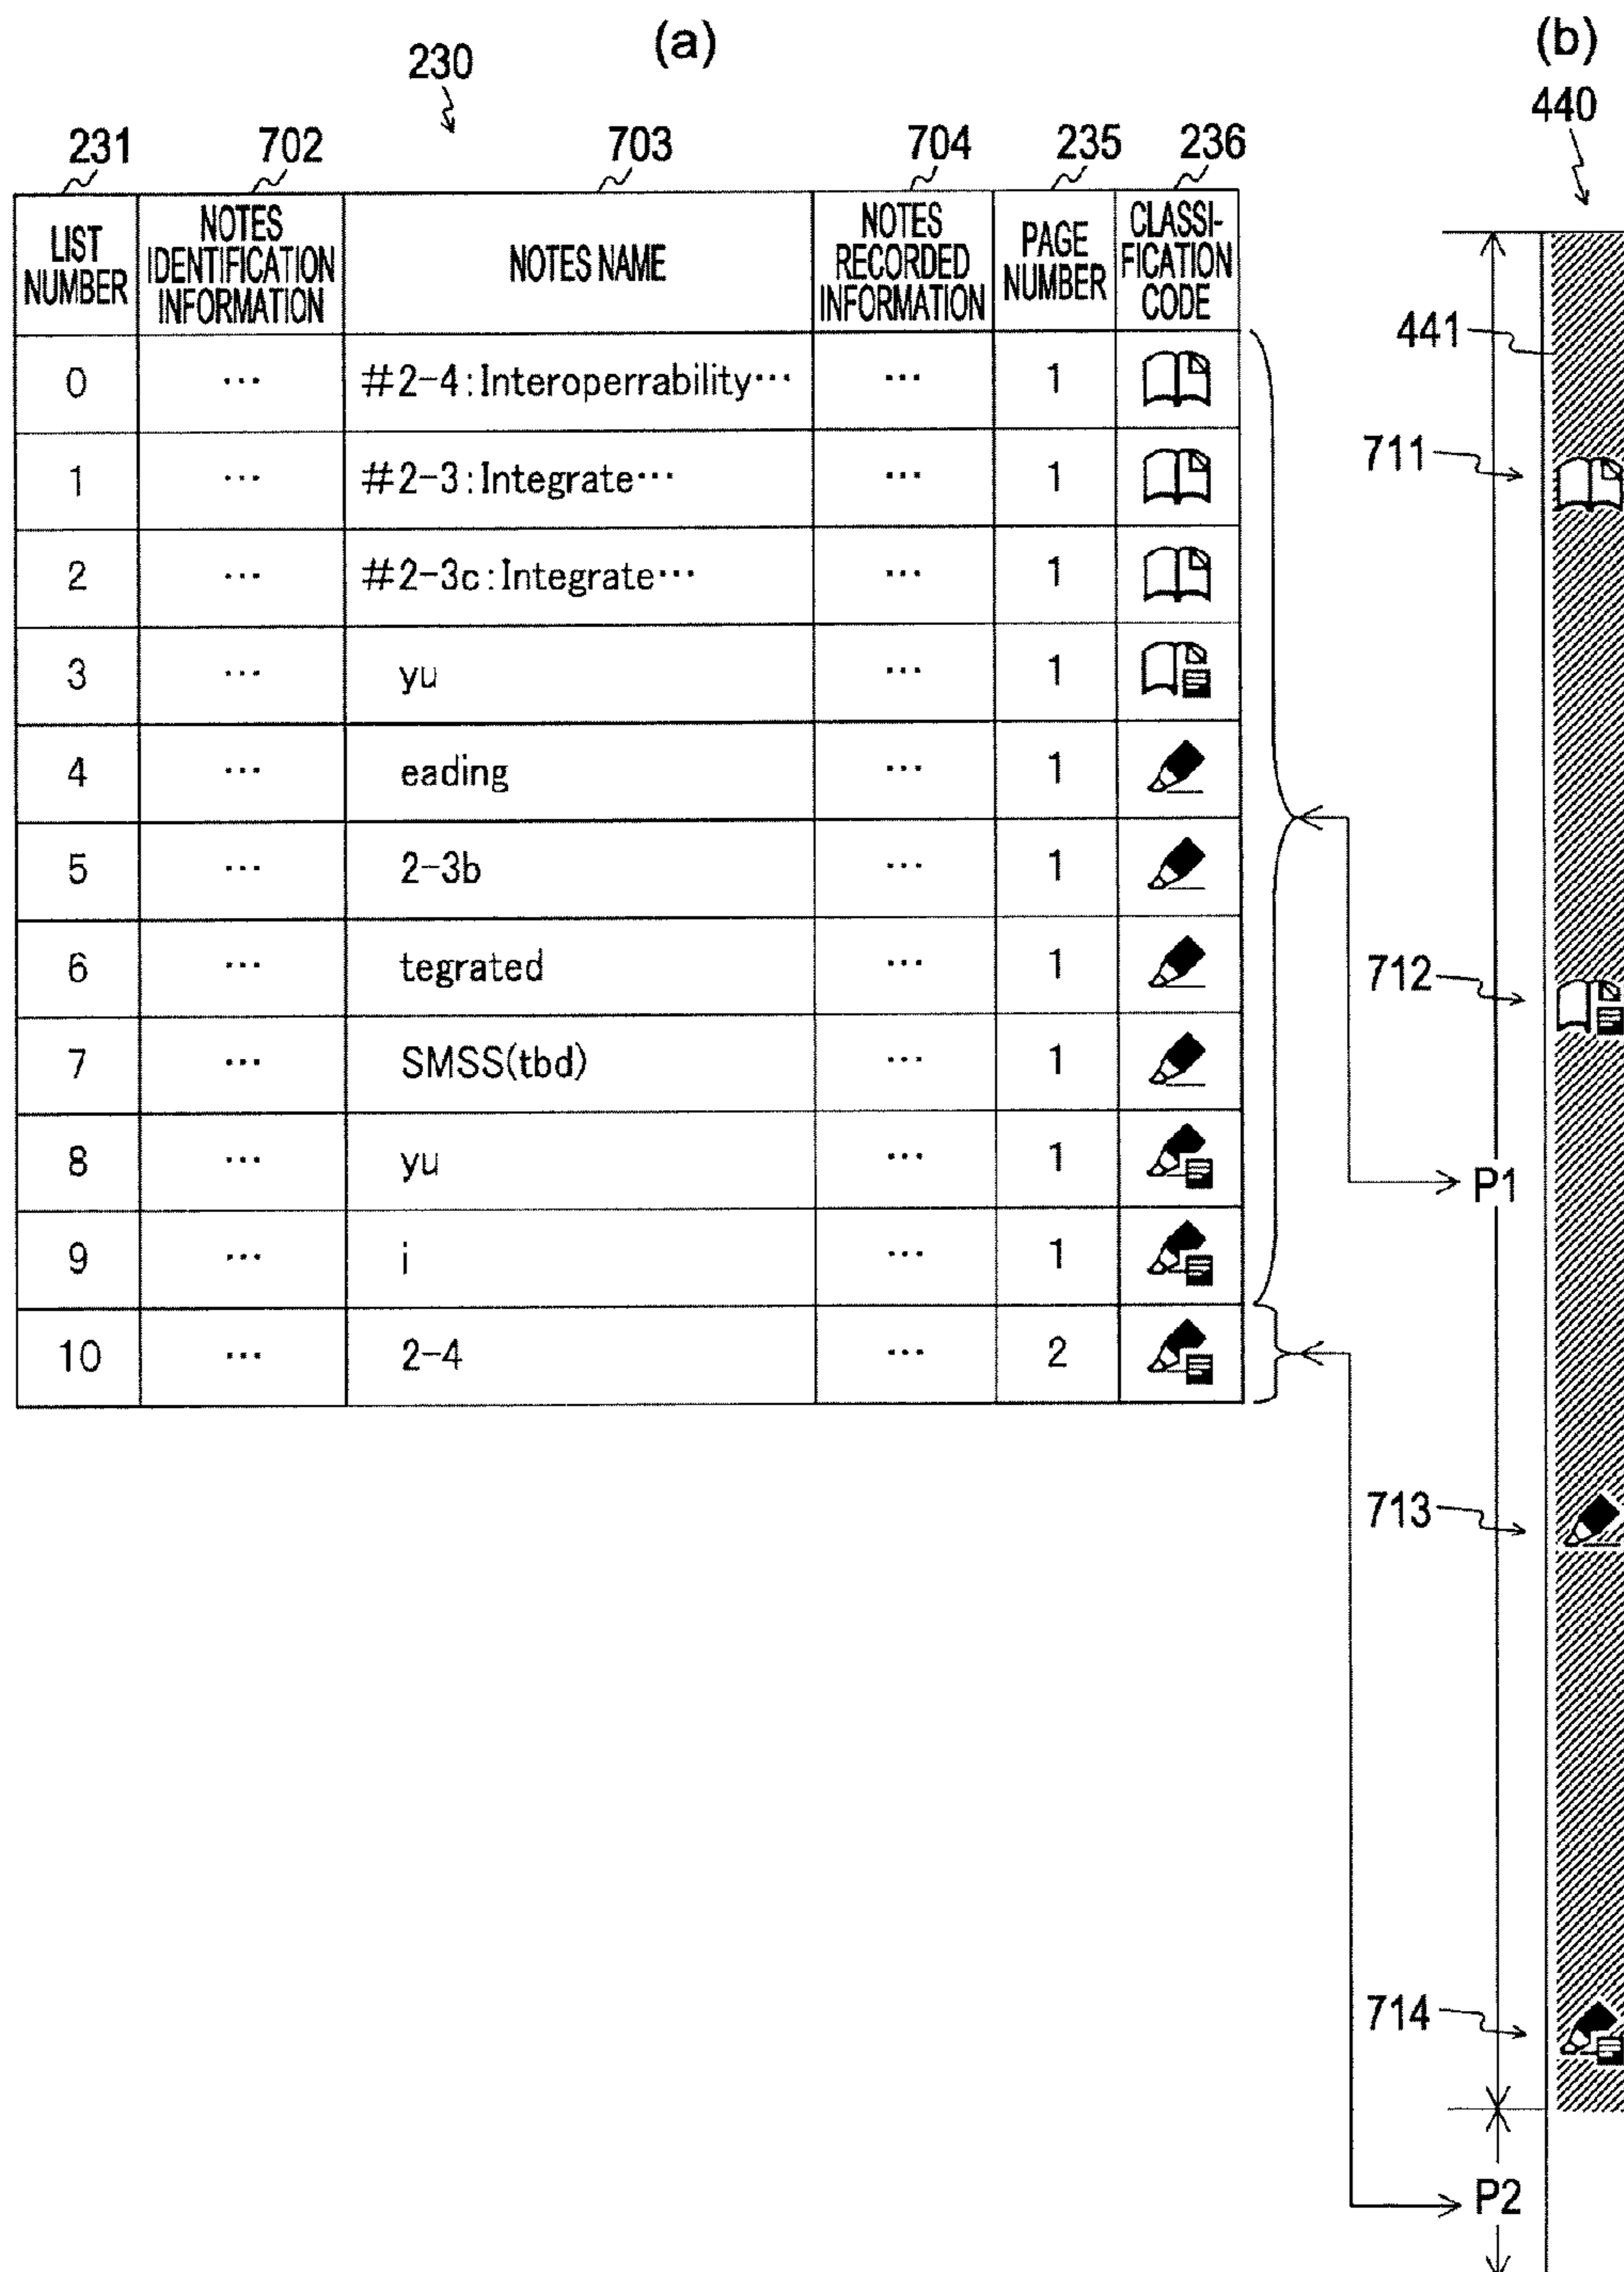 (a)
(b)
230
440
231 702 703 704 235 236
LIST NUMBER NOTES IDENTIFICATION INFORMATION NOTES NAME NOTES RECORDED INFORMATION PAGE NUMBER CLASSI-FICATION CODE
0 ... #2-4:Interoperrability... ... 1
1 ... #2-3:Integrate... ... 1
2 ... #2-3c:Integrate... ... 1
3 ... yu ... 1
4 ... eading ... 1
5 ... 2-3b ... 1
6 ... tegrated ... 1
7 ... SMSS(tbd) ... 1
8 ... yu ... 1
9 ... i ... 1
10 ... 2-4 ... 2
441
711
712
P1
713
714
P2